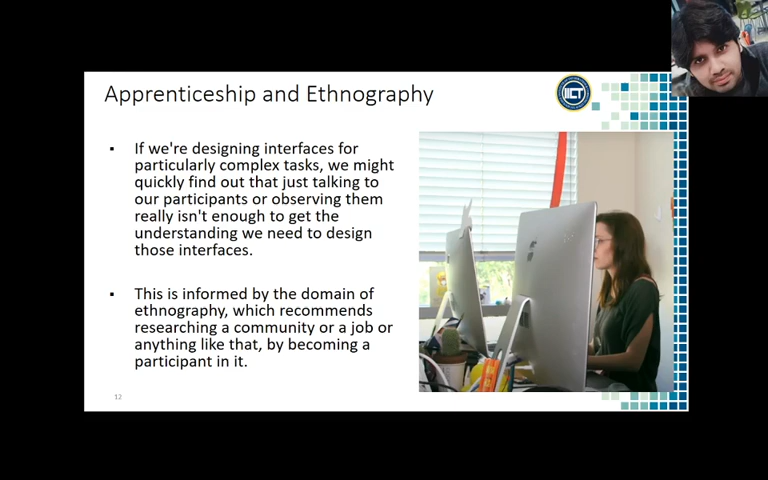 Apprenticeship and Ethnography
IICT
▪ If we're designing interfaces for
particularly complex tasks, we might
quickly find out that just talking to
our participants or observing them
really isn't enough to get the
understanding we need to design
those interfaces.
▪ This is informed by the domain of
ethnography, which recommends
researching a community or a job or
anything like that, by becoming a
participant in it.
12